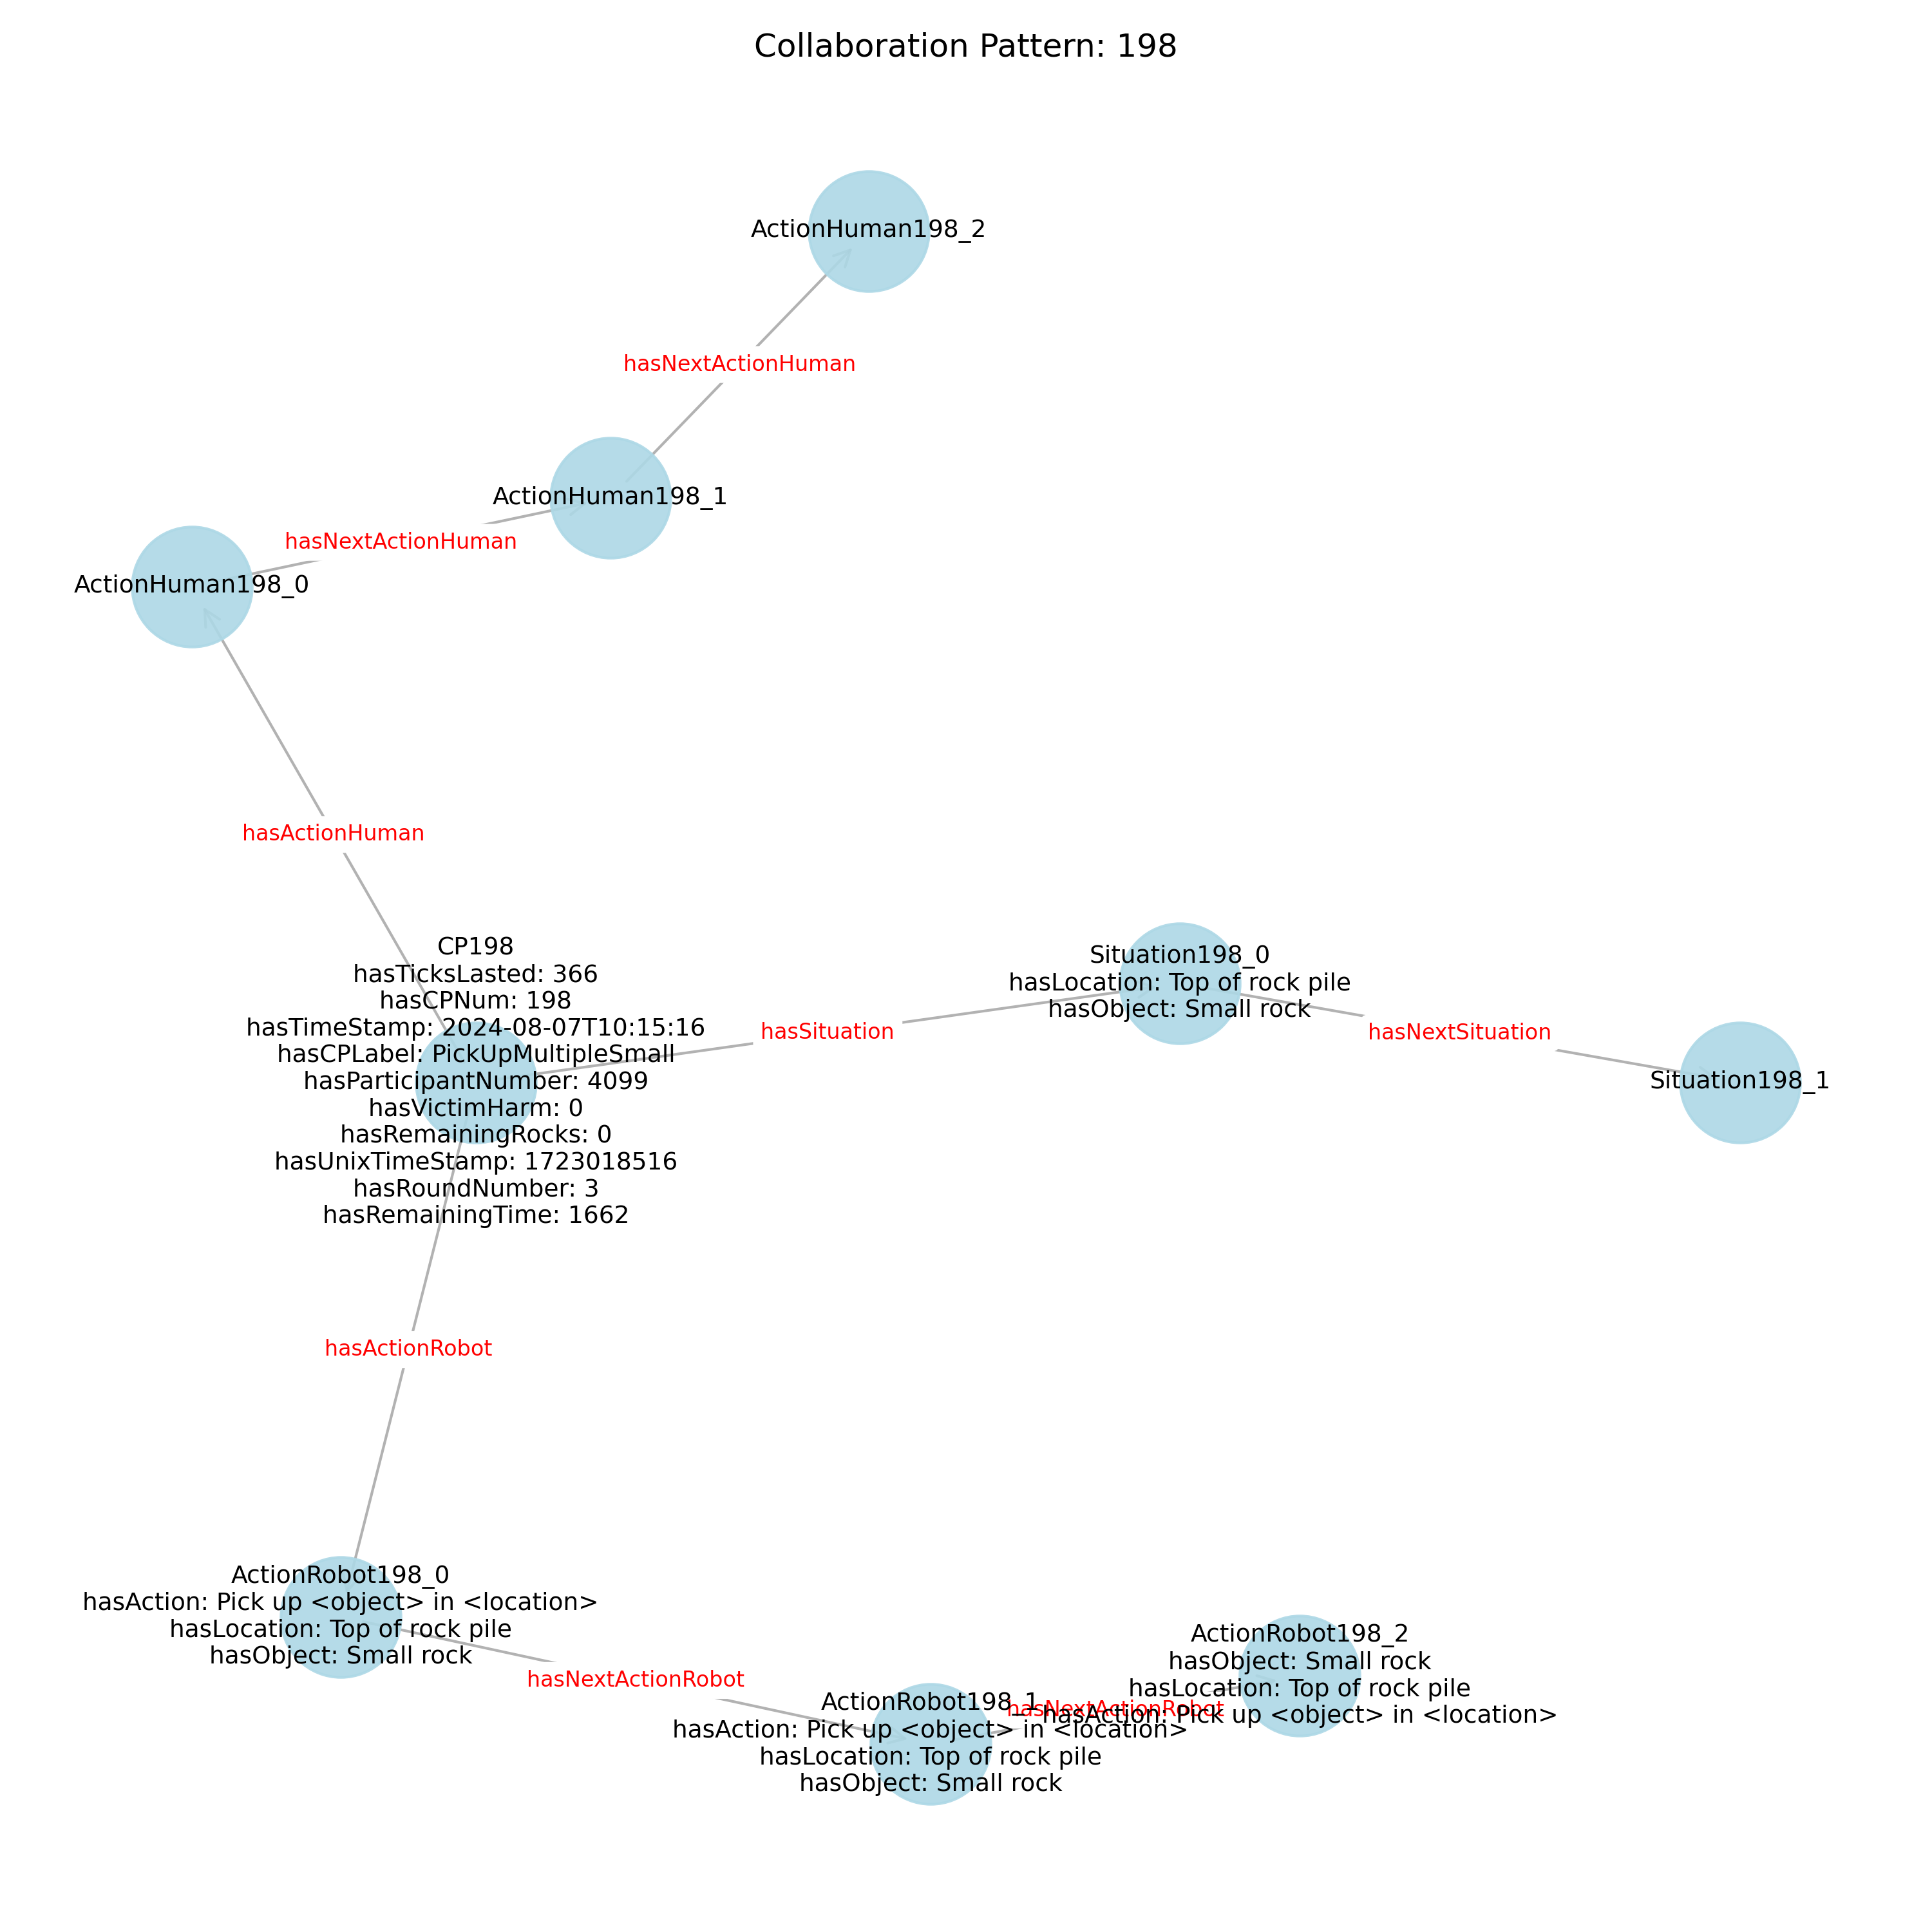 Collaboration Pattern: 198
ActionHuman198_2
hasNextActionHuman
ActionHuman198_1
hasNextActionHuman
ActionHuman198_0
hasActionHuman
CP198
hasTicksLasted: 366
hasCPNum: 198
hasTimeStamp: 2024-08-07T10:15:16
hasCPLabel: PickUpMultipleSmall
hasParticipantNumber: 4099
hasVictimHarm: 0
hasRemainingRocks: 0
hasUnixTimeStamp: 1723018516
hasRoundNumber: 3
hasRemainingTime: 1662
hasSituation
Situation198_0
hasLocation: Top of rock pile
hasObject: Small rock
hasNextSituation
Situation198_1
hasActionRobot
ActionRobot198_0
hasAction: Pick up <object> in <location>
hasLocation: Top of rock pile
hasObject: Small rock
hasNextActionRobot
ActionRobot198_1
hasAction: Pick up <object> in <location>
hasLocation: Top of rock pile
hasObject: Small rock
hasNextActionRobot
ActionRobot198_2
hasObject: Small rock
hasLocation: Top of rock pile
hasAction: Pick up <object> in <location>